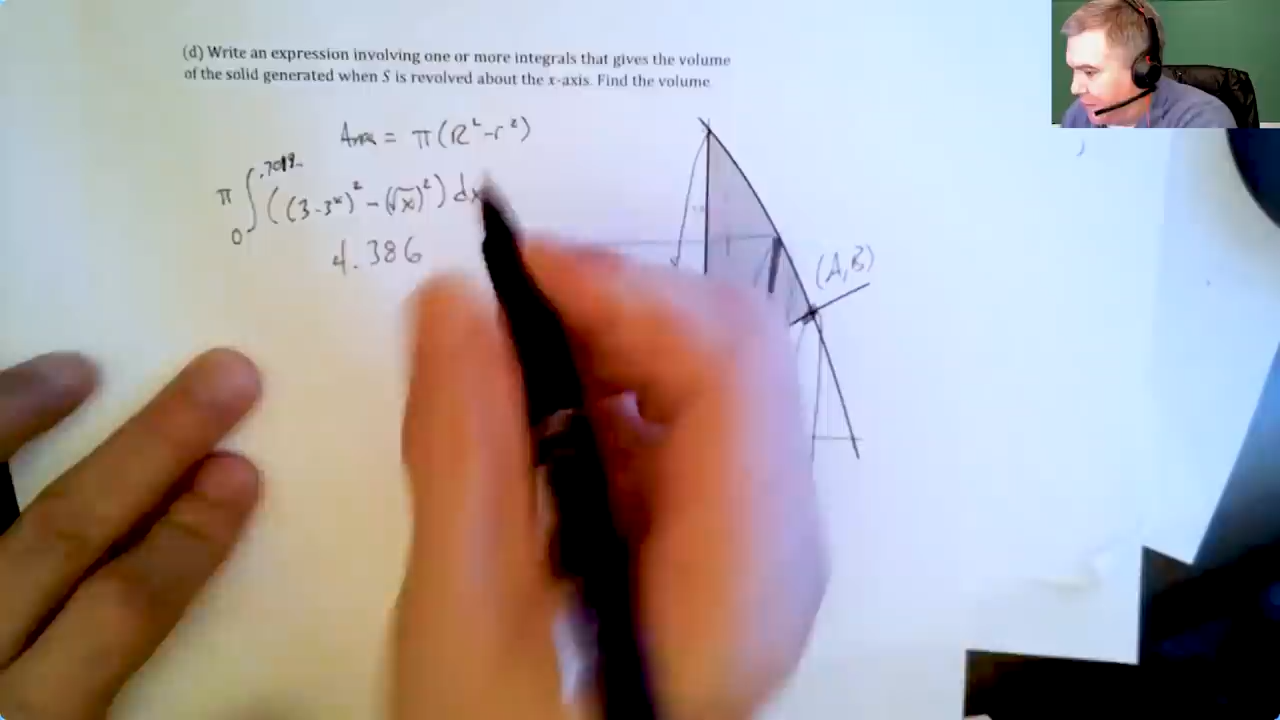 (d) Write an expression involving one or more integrals that gives the volume
of the solid generated when S is revolved about the x-axis. Find the volume
Area = π(R²-r²)
π ∫₀^.7019.. ((3-3ˣ)² - (√x)²) dx
4.386
(A,B)